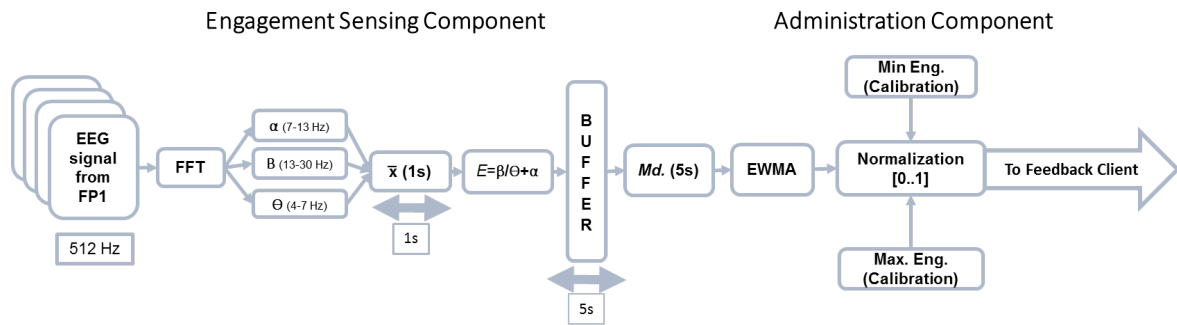 Engagement Sensing Component
Administration Component
EEG
signal
from
FP1
512 Hz
FFT
α (7-13 Hz)
B (13-30 Hz)
Θ (4-7 Hz)
x̅ (1s)
1s
E=β/Θ+α
B
U
F
F
E
R
5s
Md. (5s)
EWMA
Min Eng.
(Calibration)
Normalization
[0..1]
Max. Eng.
(Calibration)
To Feedback Client